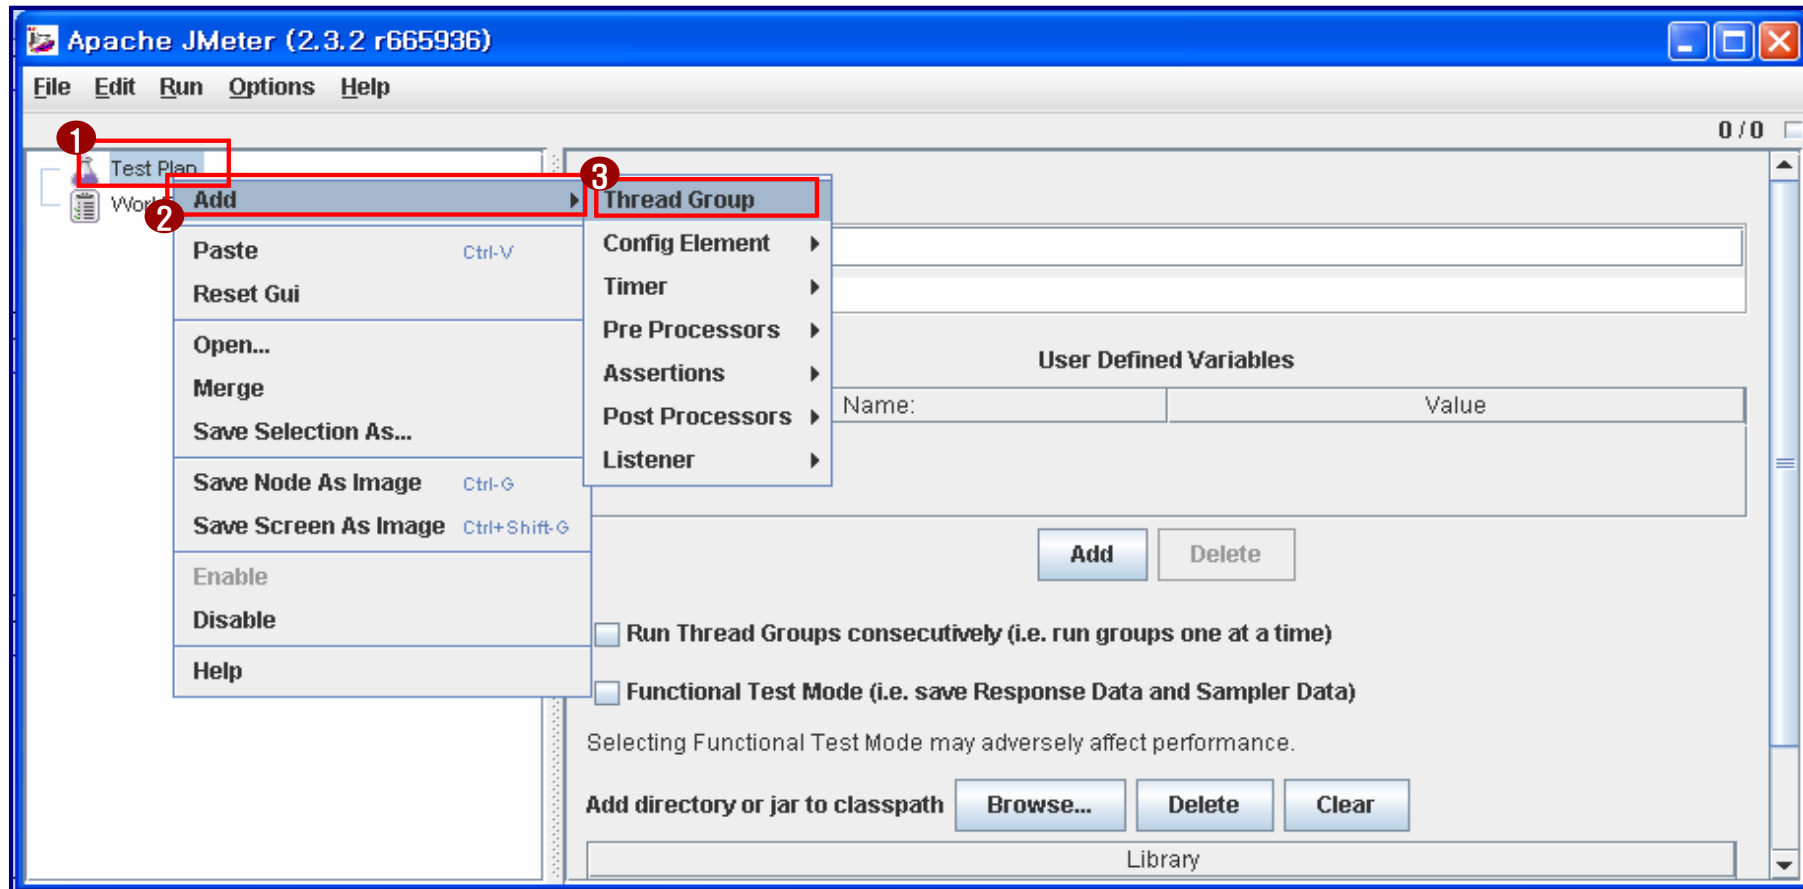 Apache JMeter (2.3.2 r665936)
File Edit Run Options Help
0 / 0
1
Test Plan
2
Add
Paste Ctrl-V
Reset Gui
Open...
Merge
Save Selection As...
Save Node As Image Ctrl-G
Save Screen As Image Ctrl+Shift-G
Enable
Disable
Help
3
Thread Group
Config Element
Timer
Pre Processors
Assertions
Post Processors
Listener
User Defined Variables
Name: Value
Add Delete
Run Thread Groups consecutively (i.e. run groups one at a time)
Functional Test Mode (i.e. save Response Data and Sampler Data)
Selecting Functional Test Mode may adversely affect performance.
Add directory or jar to classpath Browse... Delete Clear
Library